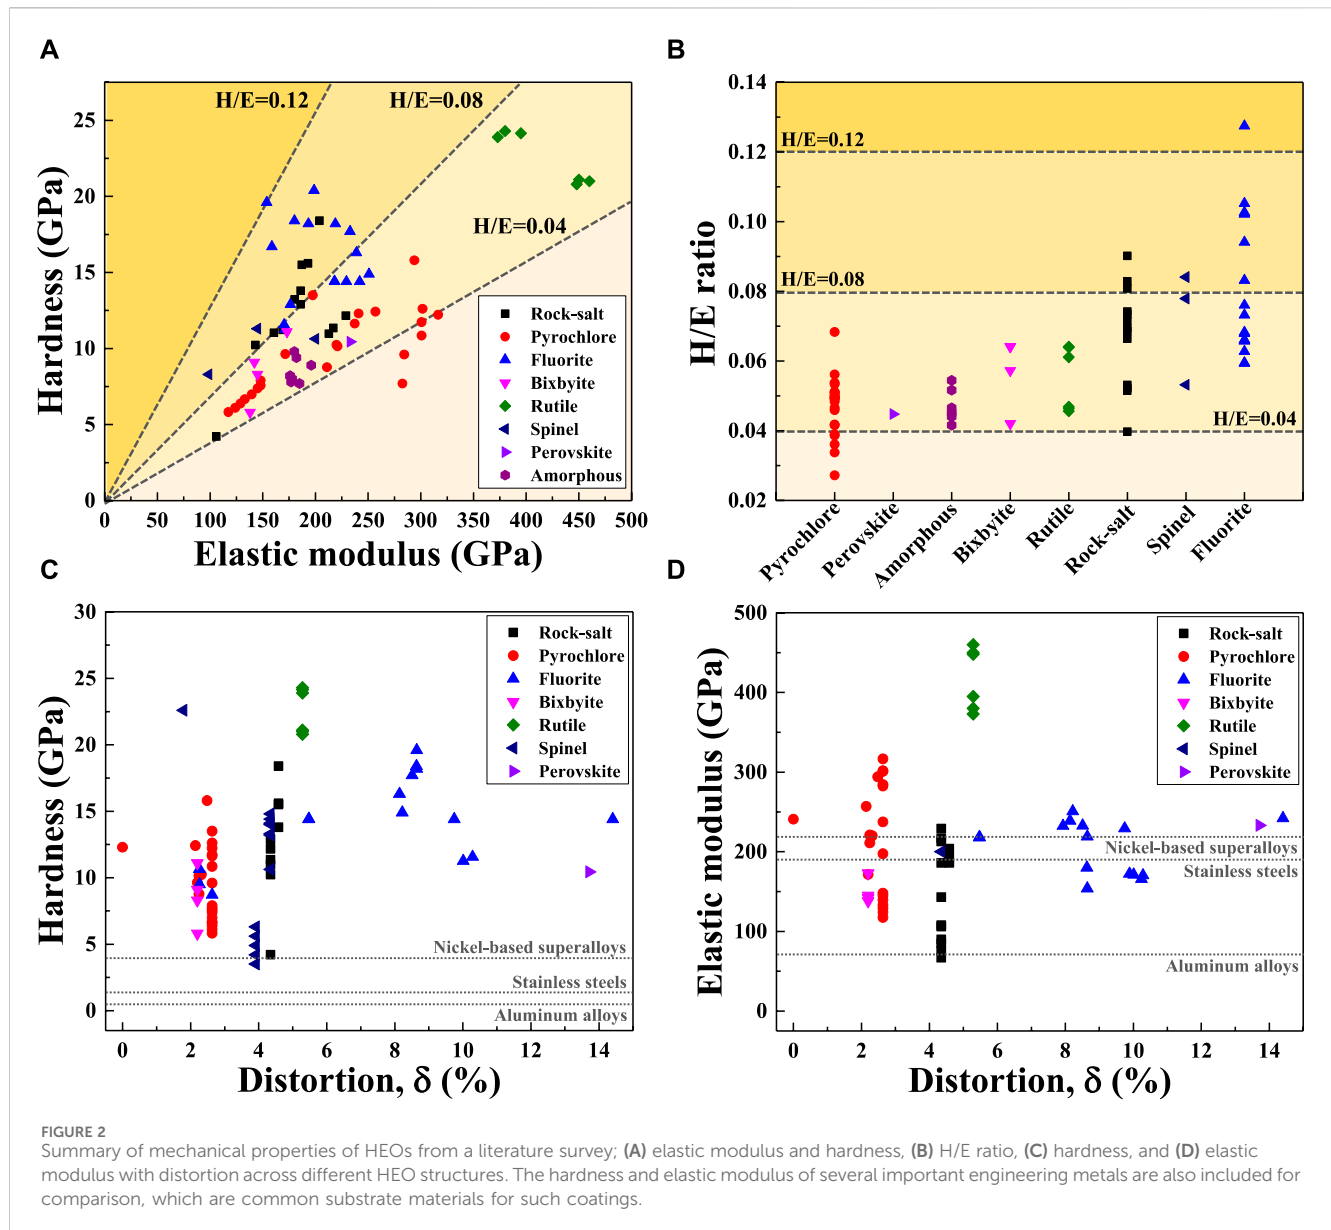 A
H/E=0.12
H/E=0.08
H/E=0.04
25
20
15
10
5
0
Hardness (GPa)
Rock-salt
Pyrochlore
Fluorite
Bixbyite
Rutile
Spinel
Perovskite
Amorphous
0 50 100 150 200 250 300 350 400 450 500
Elastic modulus (GPa)
B
0.14
0.12
0.10
0.08
0.06
0.04
0.02
H/E ratio
H/E=0.12
H/E=0.08
H/E=0.04
Pyrochlore
Perovskite
Amorphous
Bixbyite
Rutile
Rock-salt
Spinel
Fluorite
C
30
25
20
15
10
5
0
Hardness (GPa)
Rock-salt
Pyrochlore
Fluorite
Bixbyite
Rutile
Spinel
Perovskite
Nickel-based superalloys
Stainless steels
Aluminum alloys
0 2 4 6 8 10 12 14
Distortion, δ (%)
D
500
400
300
200
100
0
Elastic modulus (GPa)
Rock-salt
Pyrochlore
Fluorite
Bixbyite
Rutile
Spinel
Perovskite
Nickel-based superalloys
Stainless steels
Aluminum alloys
0 2 4 6 8 10 12 14
Distortion, δ (%)
FIGURE 2
Summary of mechanical properties of HEOs from a literature survey; (A) elastic modulus and hardness, (B) H/E ratio, (C) hardness, and (D) elastic
modulus with distortion across different HEO structures. The hardness and elastic modulus of several important engineering metals are also included for
comparison, which are common substrate materials for such coatings.